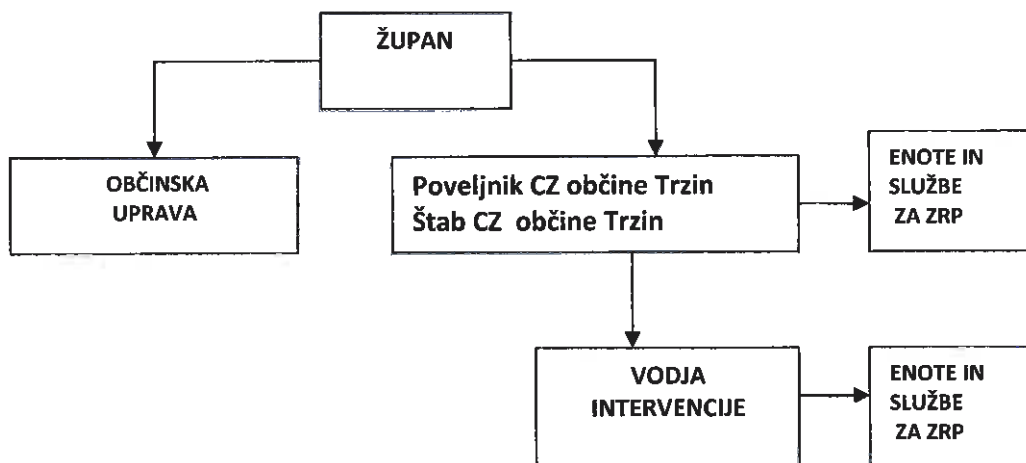 ŽUPAN
OBČINSKA
UPRAVA
Poveljnik CZ občine Trzin
Štab CZ občine Trzin
ENOTE IN
SLUŽBE
ZA ZRP
VODJA
INTERVENCIJE
ENOTE IN
SLUŽBE
ZA ZRP